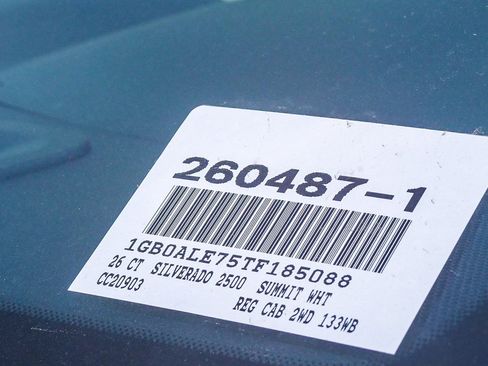 260487-1
1GB0ALE75TF185088
26 CT SILVERADO 2500 SUMMIT WHT
CC20903 REG CAB 2WD 133WB